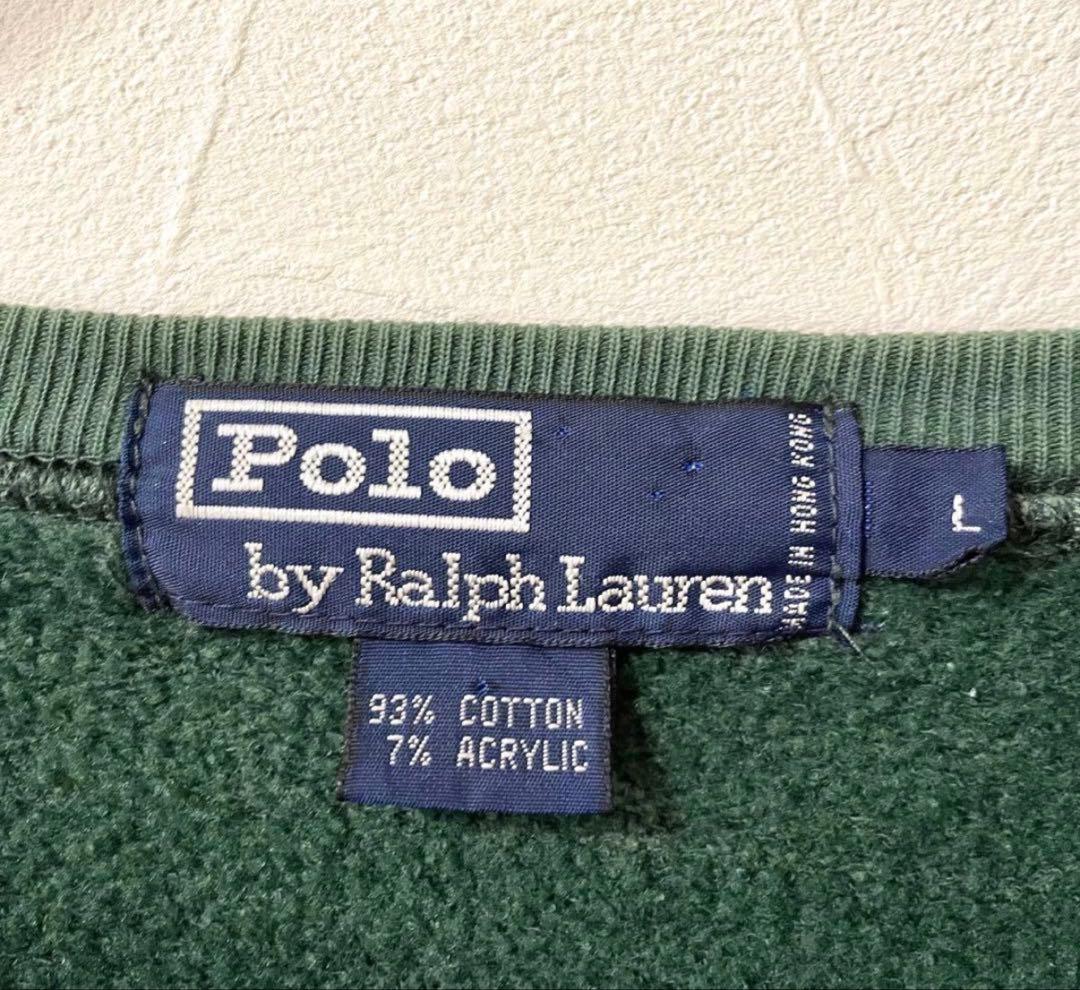 Polo
by Ralph Lauren
MADE IN HONG KONG
L
93% COTTON
7% ACRYLIC